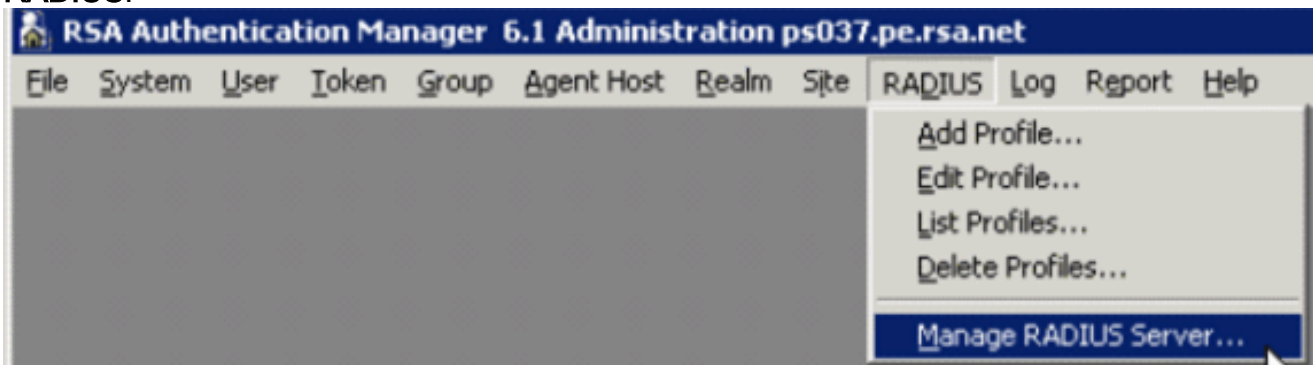 RADIUS.
RSA Authentication Manager 6.1 Administration ps037.pe.rsa.net
File System User Token Group Agent Host Realm Site RADIUS Log Report Help
Add Profile...
Edit Profile...
List Profiles...
Delete Profiles...
Manage RADIUS Server...